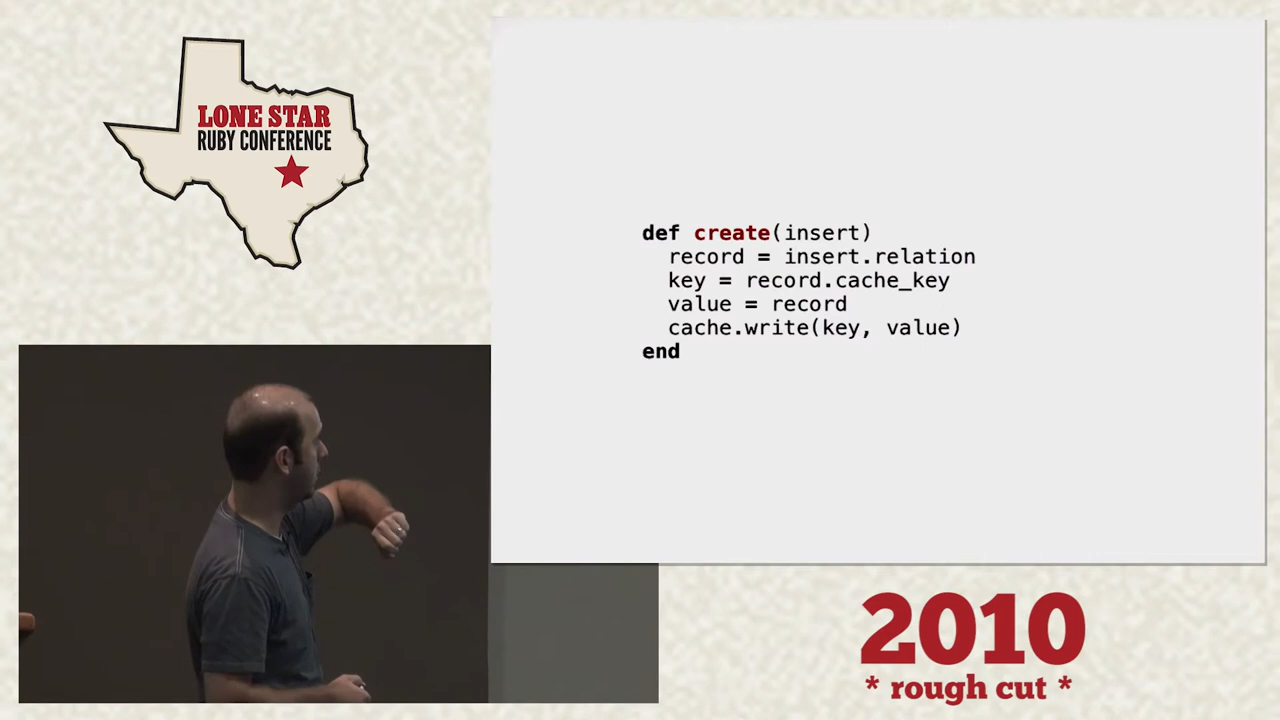 LONE STAR
RUBY CONFERENCE
def create(insert)
  record = insert.relation
  key = record.cache_key
  value = record
  cache.write(key, value)
end
2010
* rough cut *